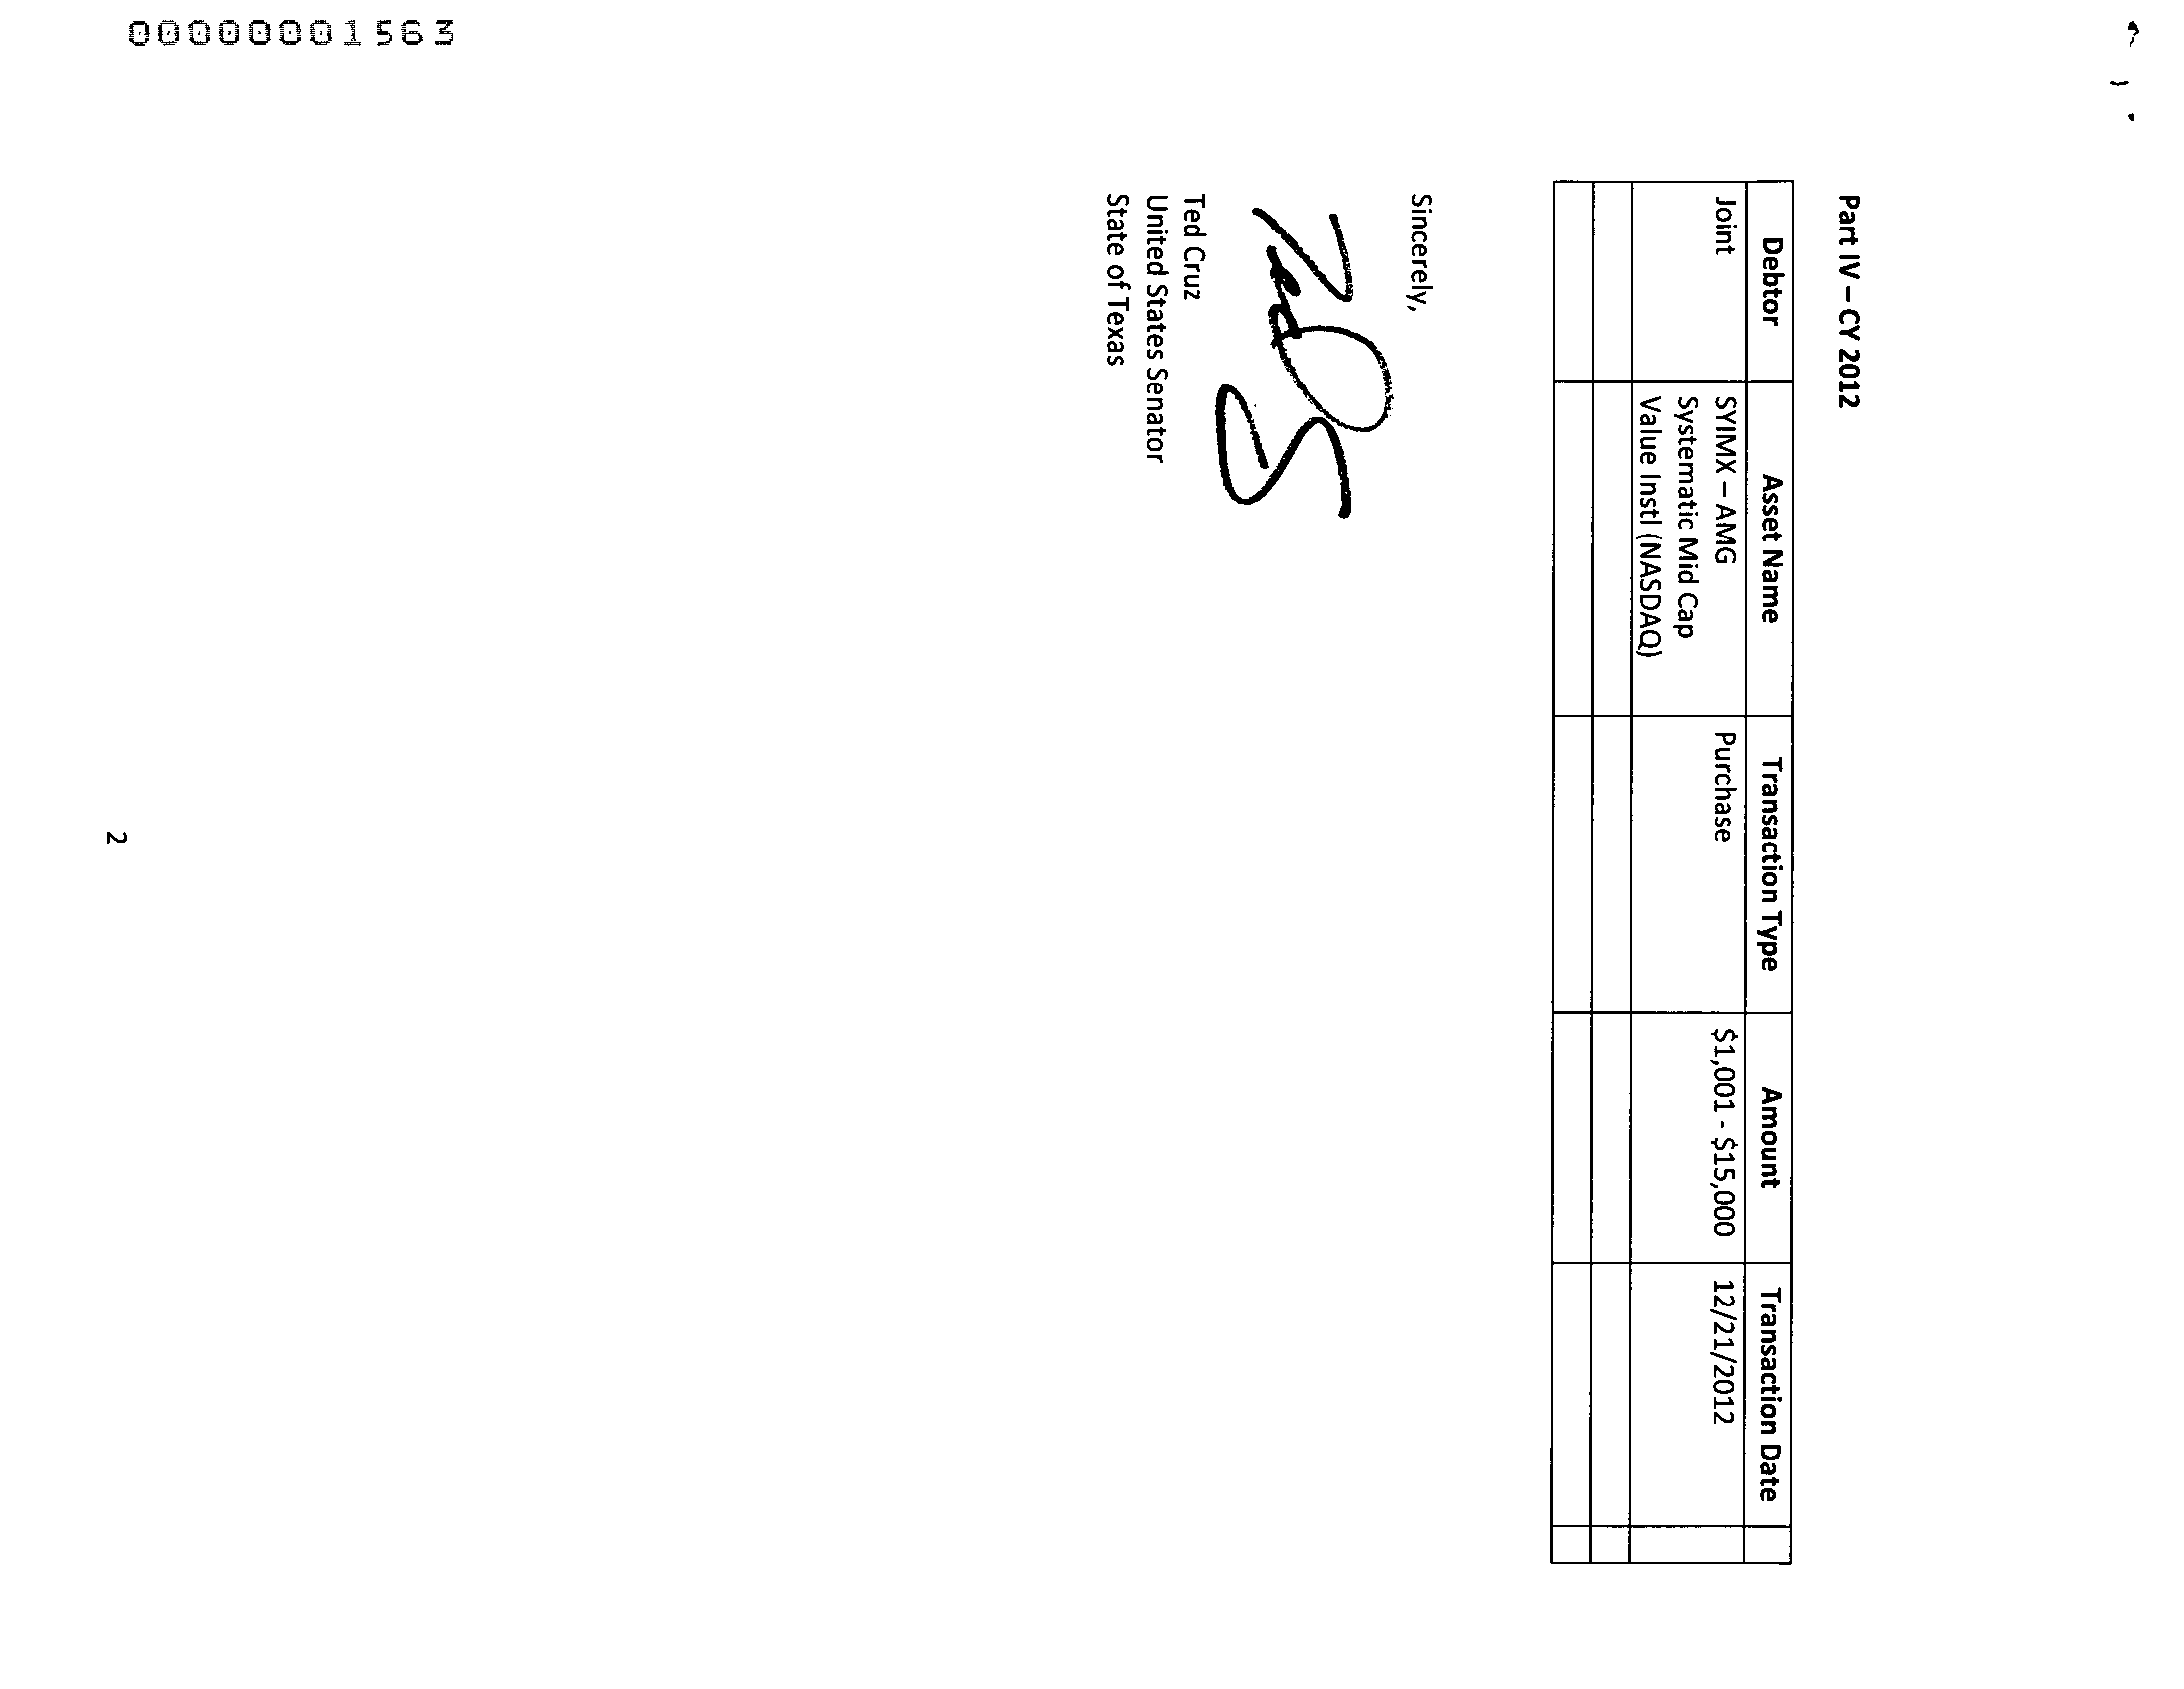 Part IV – CY 2012
Debtor Asset Name Transaction Type Amount Transaction Date
Joint SYIMX – AMG Purchase $1,001 - $15,000 12/21/2012
Systematic Mid Cap
Value Instl (NASDAQ)
Sincerely,
Ted Cruz
United States Senator
State of Texas
2
00000001563